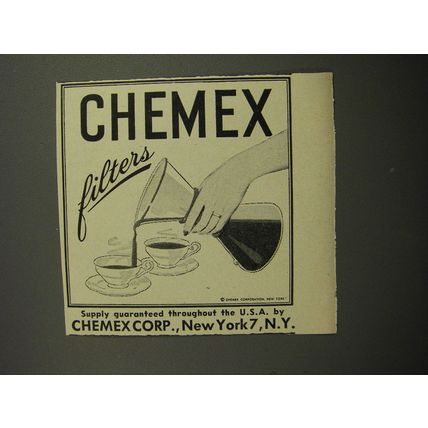 CHEMEX
filters
© CHEMEX CORPORATION, NEW YORK
Supply guaranteed throughout the U.S.A. by
CHEMEX CORP., New York 7, N.Y.